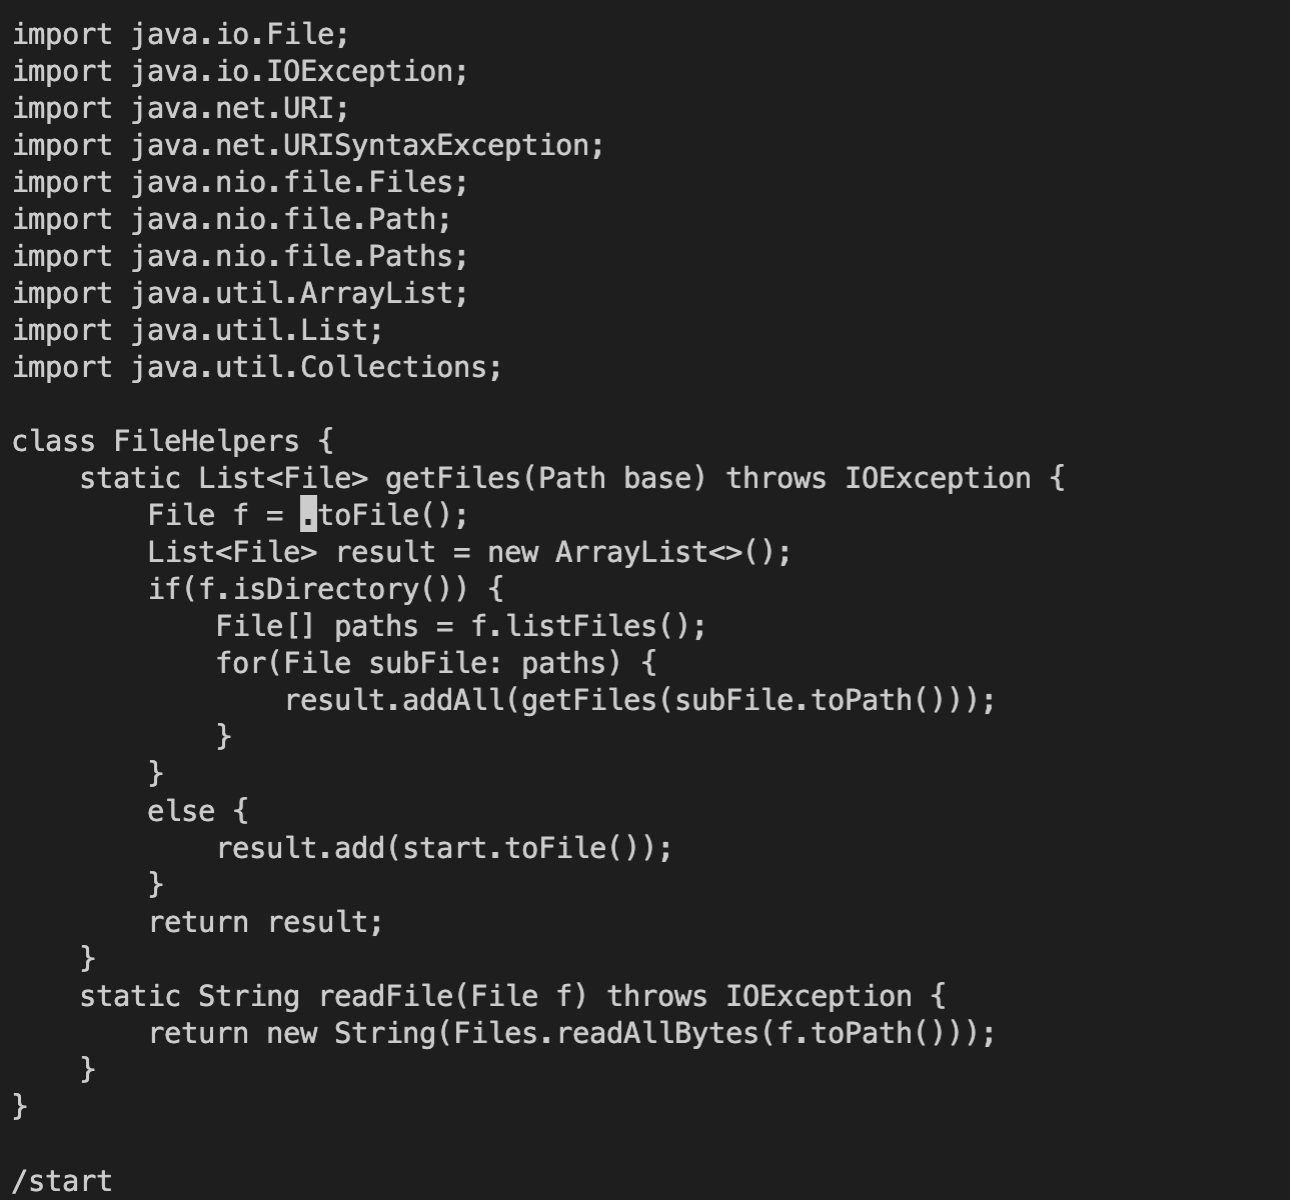 import java.io.File;
import java.io.IOException;
import java.net.URI;
import java.net.URISyntaxException;
import java.nio.file.Files;
import java.nio.file.Path;
import java.nio.file.Paths;
import java.util.ArrayList;
import java.util.List;
import java.util.Collections;

class FileHelpers {
    static List<File> getFiles(Path base) throws IOException {
        File f = .toFile();
        List<File> result = new ArrayList<>();
        if(f.isDirectory()) {
            File[] paths = f.listFiles();
            for(File subFile: paths) {
                result.addAll(getFiles(subFile.toPath()));
            }
        }
        else {
            result.add(start.toFile());
        }
        return result;
    }
    static String readFile(File f) throws IOException {
        return new String(Files.readAllBytes(f.toPath()));
    }
}

/start